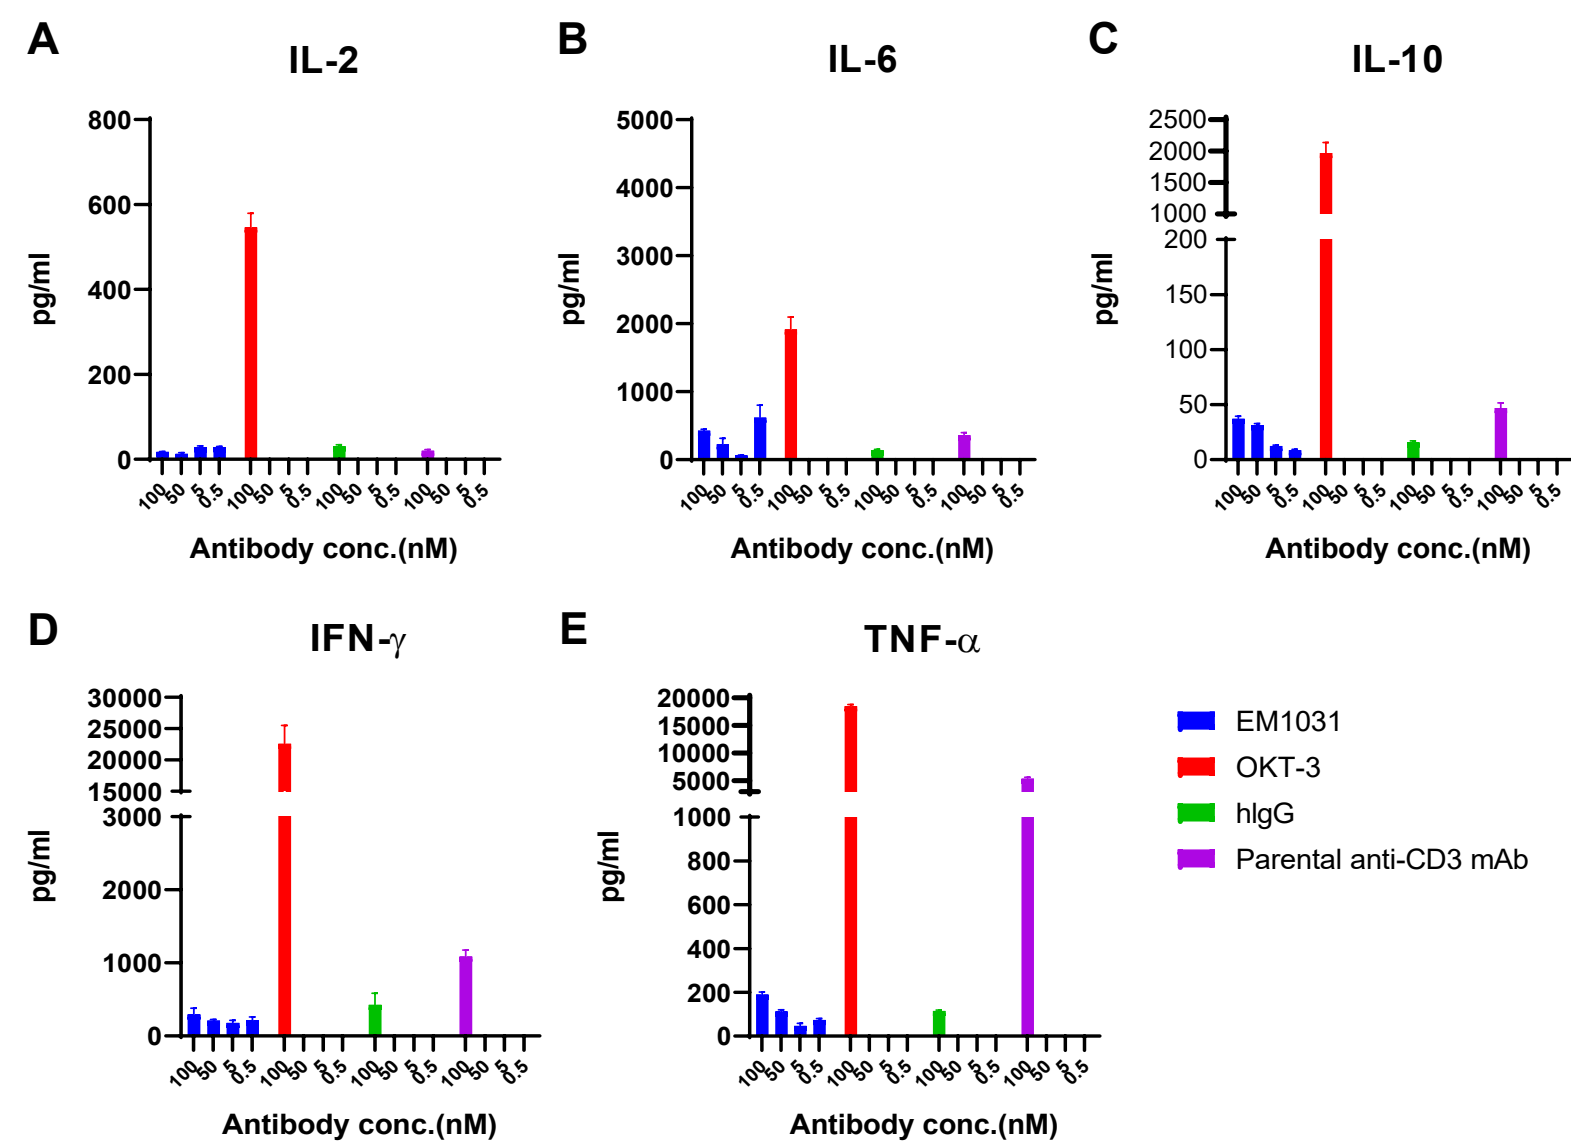 A
IL-2
800
600
400
200
0
pg/ml
100 50 5 0.5 100 50 5 0.5 100 50 5 0.5 100 50 5 0.5
Antibody conc.(nM)
B
IL-6
5000
4000
3000
2000
1000
0
pg/ml
100 50 5 0.5 100 50 5 0.5 100 50 5 0.5 100 50 5 0.5
Antibody conc.(nM)
C
IL-10
2500
2000
1500
1000
200
150
100
50
0
pg/ml
100 50 5 0.5 100 50 5 0.5 100 50 5 0.5 100 50 5 0.5
Antibody conc.(nM)
D
IFN-γ
30000
25000
20000
15000
3000
2000
1000
0
pg/ml
100 50 5 0.5 100 50 5 0.5 100 50 5 0.5 100 50 5 0.5
Antibody conc.(nM)
E
TNF-α
20000
15000
10000
5000
1000
800
600
400
200
0
pg/ml
100 50 5 0.5 100 50 5 0.5 100 50 5 0.5 100 50 5 0.5
Antibody conc.(nM)
EM1031
OKT-3
hIgG
Parental anti-CD3 mAb